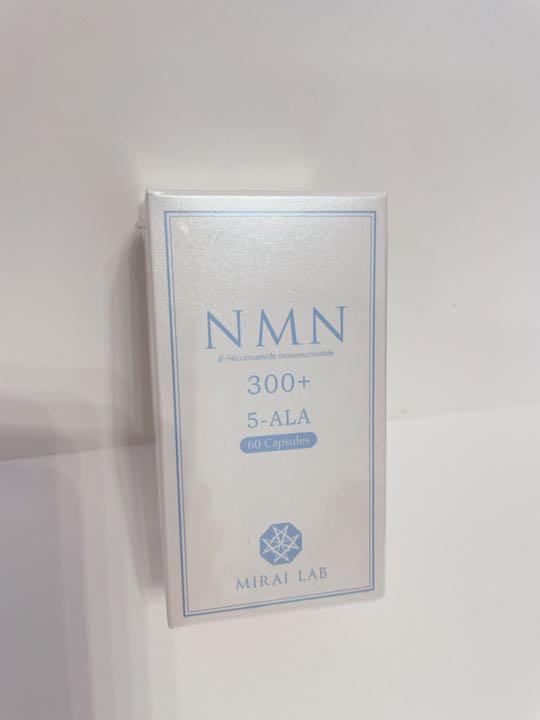 NMN
β-Nicotinamide mononucleotide
300+
5-ALA
60 Capsules
MIRAI LAB